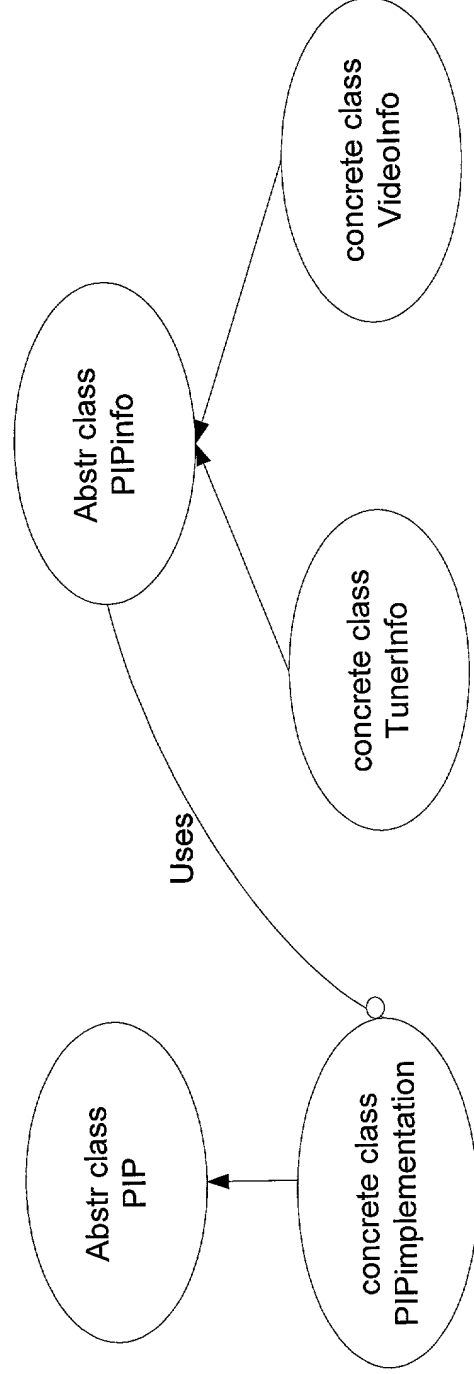 Abstr class
PIP
concrete class
PIPimplementation
Uses
Abstr class
PIPinfo
concrete class
TunerInfo
concrete class
VideoInfo